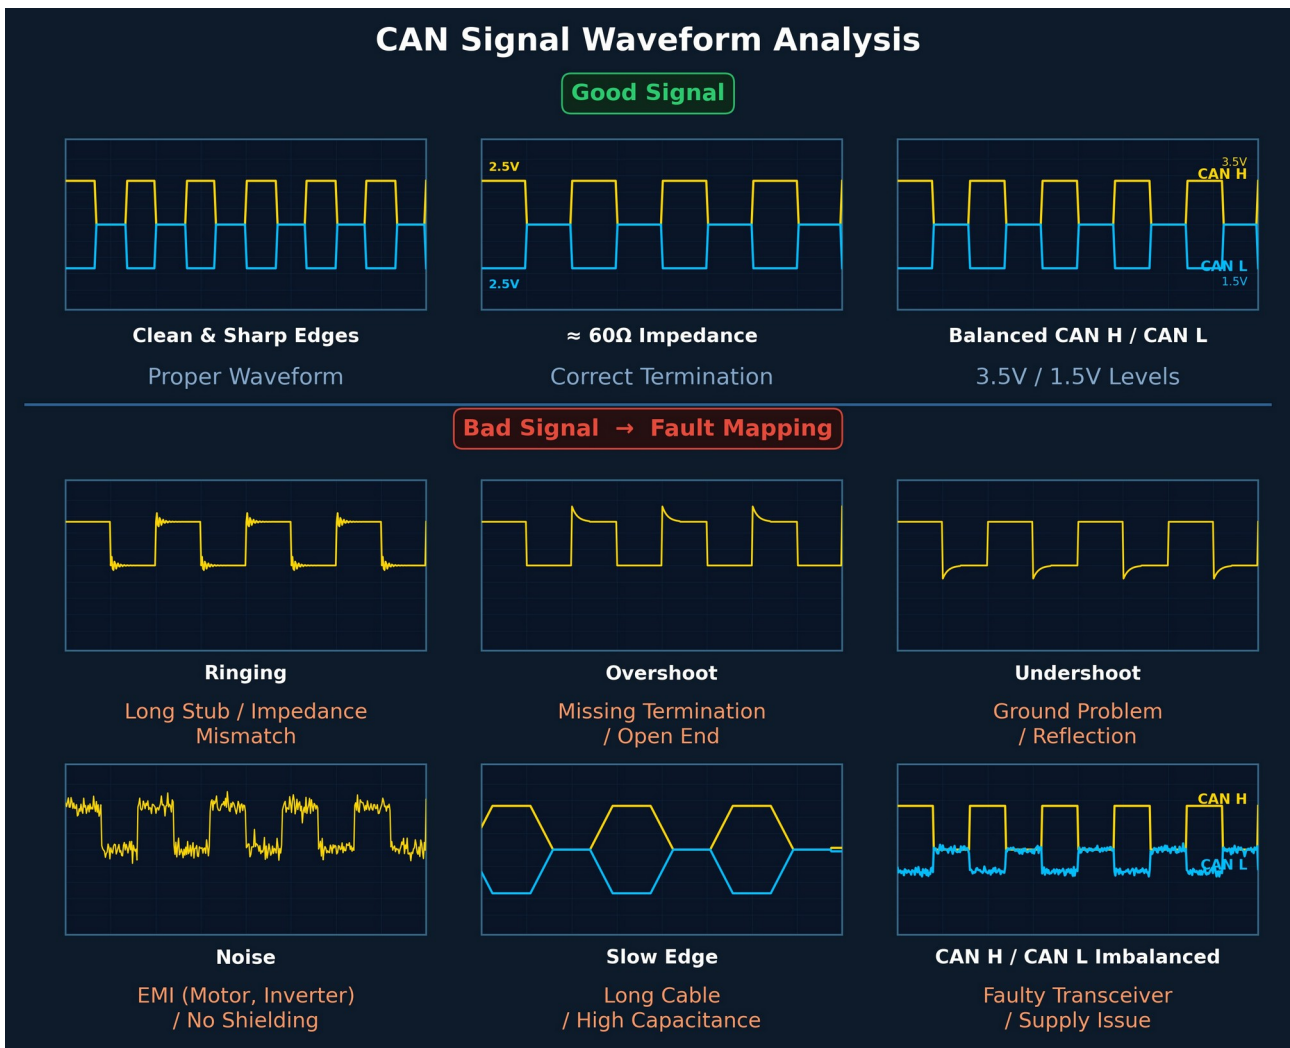 CAN Signal Waveform Analysis
Good Signal
2.5V
2.5V
3.5V
CAN H
CAN L
1.5V
Clean & Sharp Edges
≈ 60Ω Impedance
Balanced CAN H / CAN L
Proper Waveform
Correct Termination
3.5V / 1.5V Levels
Bad Signal → Fault Mapping
Ringing
Overshoot
Undershoot
Long Stub / Impedance
Mismatch
Missing Termination
/ Open End
Ground Problem
/ Reflection
CAN H
CAN L
Noise
Slow Edge
CAN H / CAN L Imbalanced
EMI (Motor, Inverter)
/ No Shielding
Long Cable
/ High Capacitance
Faulty Transceiver
/ Supply Issue